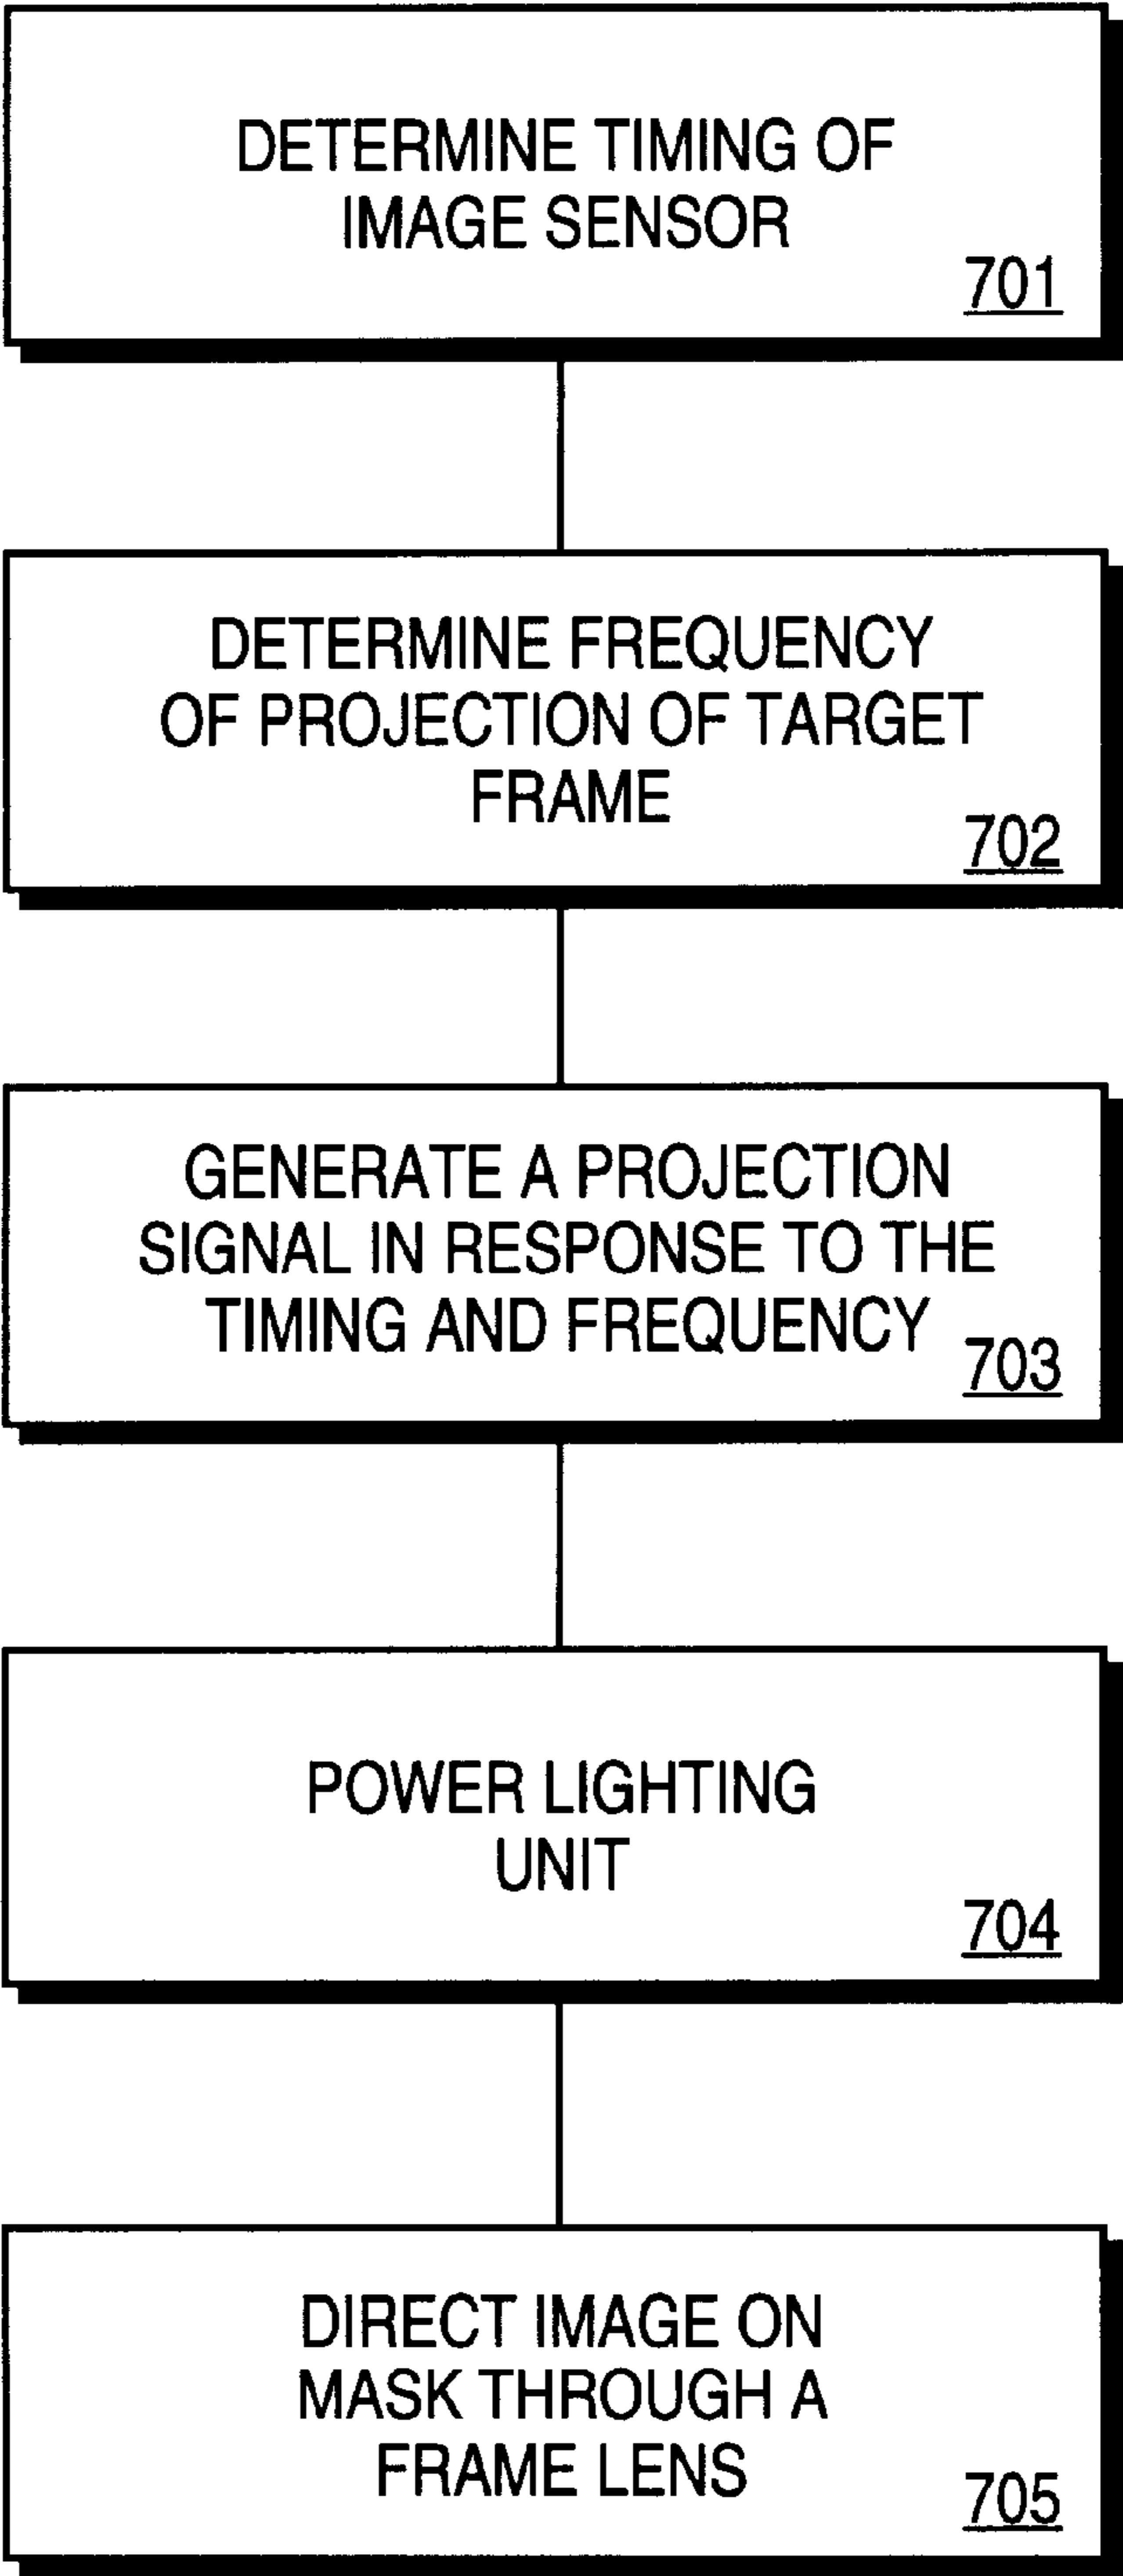 DETERMINE TIMING OF
IMAGE SENSOR
701
DETERMINE FREQUENCY
OF PROJECTION OF TARGET
FRAME
702
GENERATE A PROJECTION
SIGNAL IN RESPONSE TO THE
TIMING AND FREQUENCY
703
POWER LIGHTING
UNIT
704
DIRECT IMAGE ON
MASK THROUGH A
FRAME LENS
705